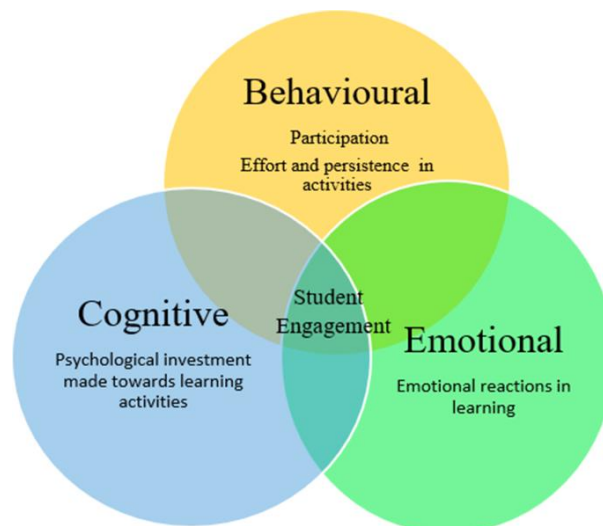 Behavioural
Participation
Effort and persistence in
activities
Student
Engagement
Cognitive
Psychological investment
made towards learning
activities
Emotional
Emotional reactions in
learning